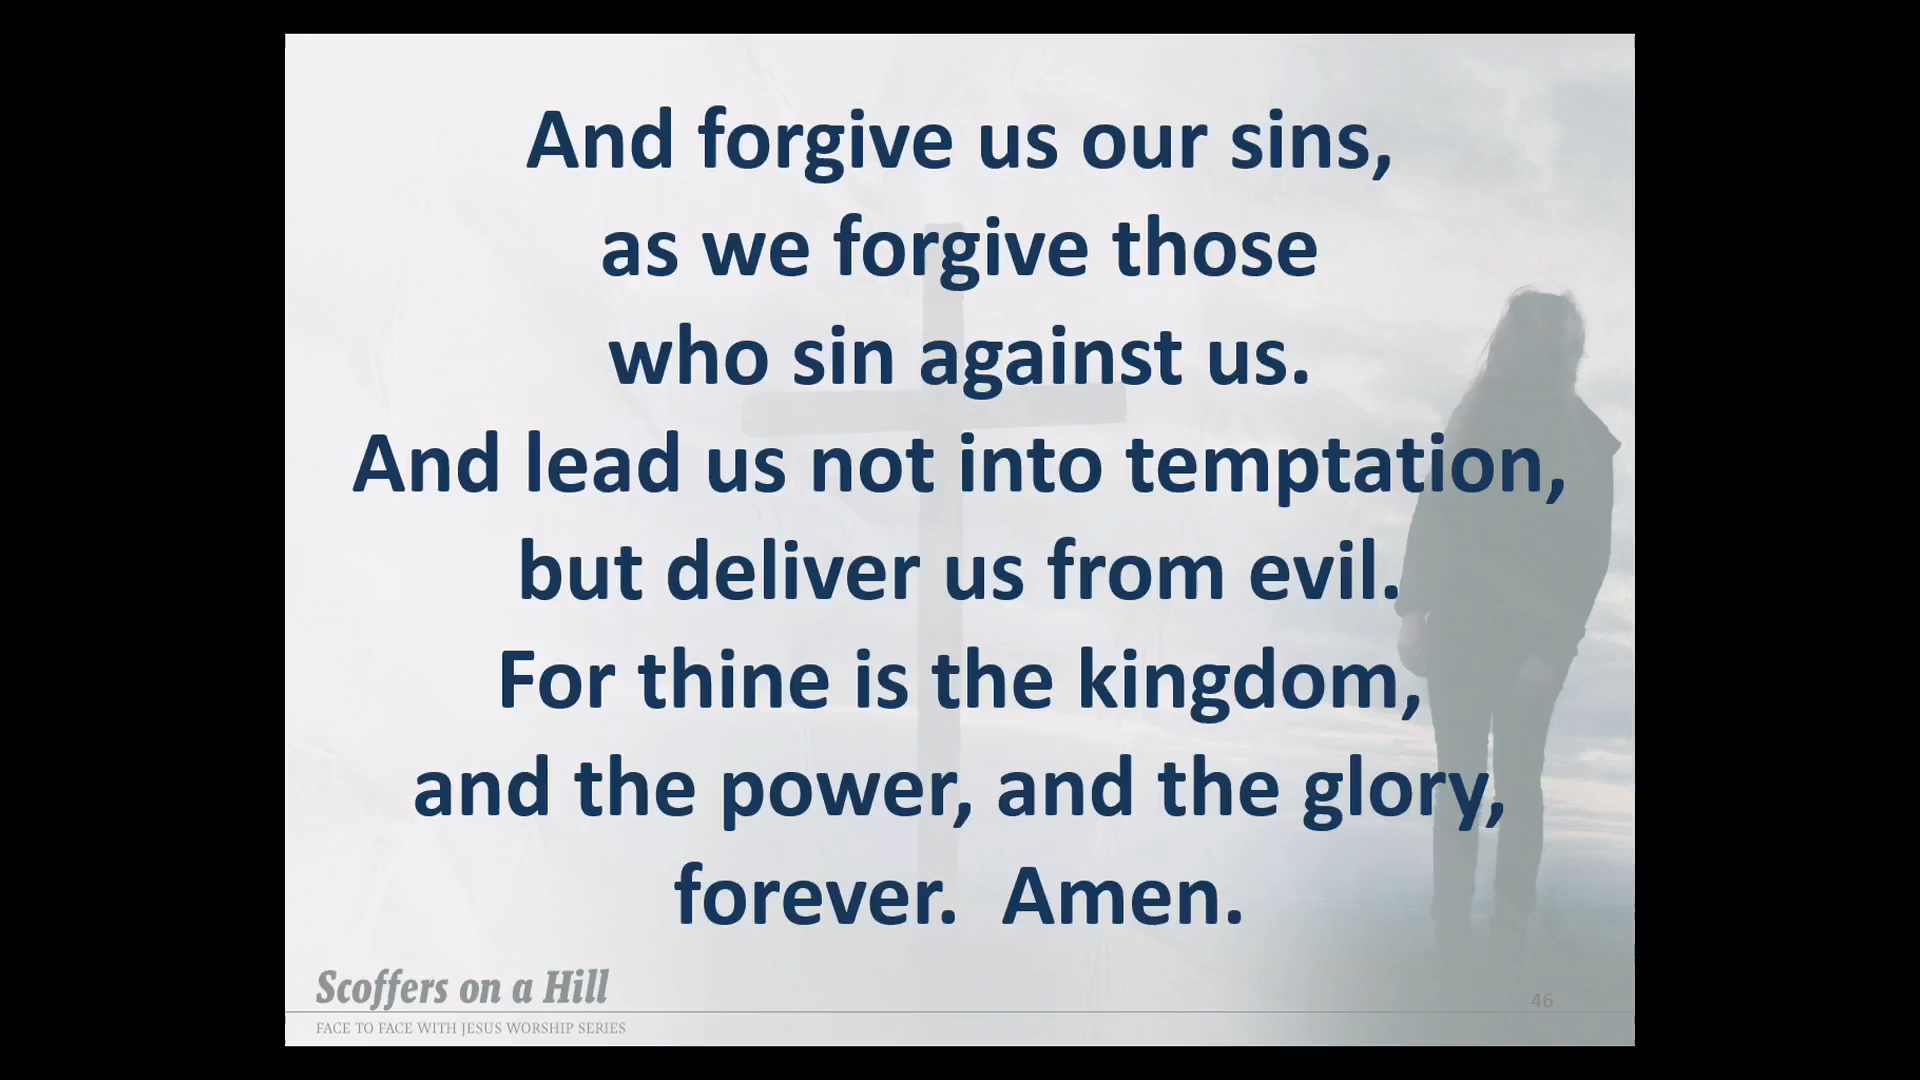 And forgive us our sins,
as we forgive those
who sin against us.
And lead us not into temptation,
but deliver us from evil.
For thine is the kingdom,
and the power, and the glory,
forever.  Amen.
Scoffers on a Hill
46
FACE TO FACE WITH JESUS WORSHIP SERIES